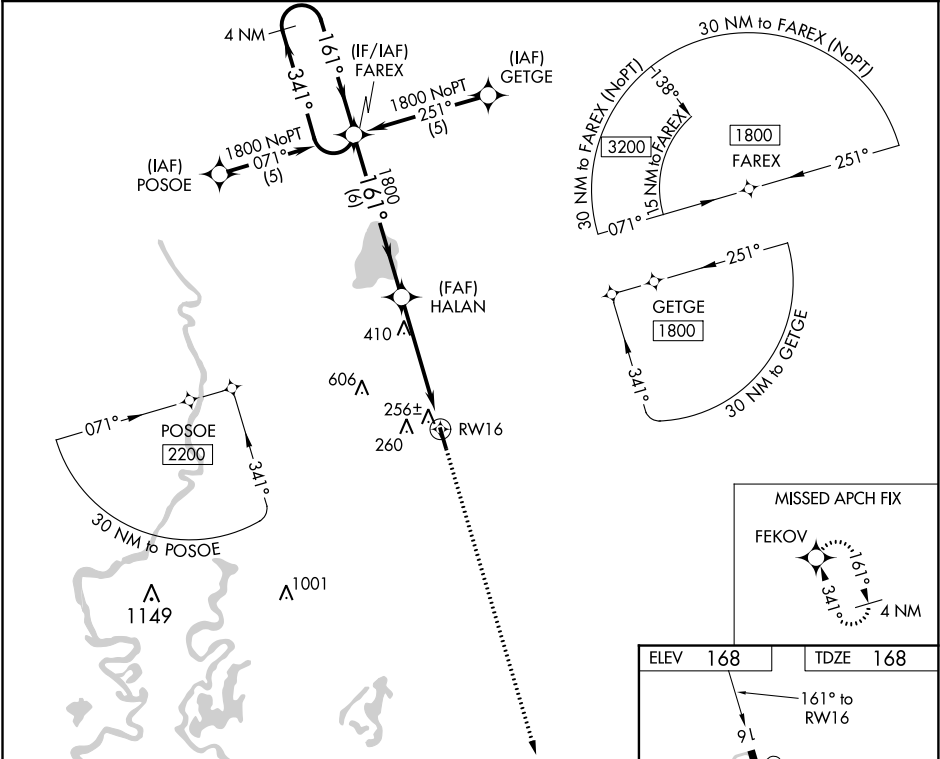 4 NM
161°
341°
(IF/IAF)
FAREX
(IAF)
GETGE
1800 NoPT
251°
(5)
(IAF)
POSOE
1800 NoPT
071°
(5)
1800
161°
(6)
(FAF)
HALAN
410
606
256±
260
RW16
30 NM to FAREX (NoPT)
30 NM to FAREX (NoPT)
138°
3200
15 NM to FAREX
1800
FAREX
251°
071°
251°
GETGE
1800
341°
30 NM to GETGE
071°
POSOE
2200
341°
30 NM to POSOE
1149
1001
MISSED APCH FIX
FEKOV
161°
341°
4 NM
ELEV 168
TDZE 168
161° to
RW16
16